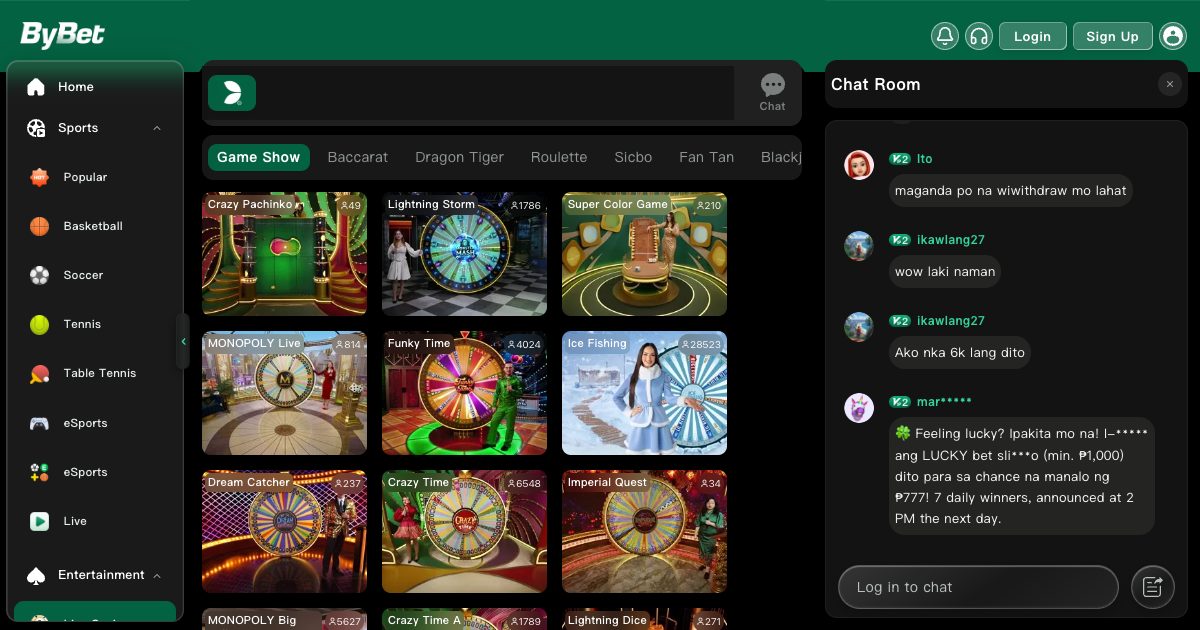 ByBet
Login
Sign Up
Home
Sports
Popular
Basketball
Soccer
Tennis
Table Tennis
eSports
eSports
Live
Entertainment
Chat
Game Show
Baccarat
Dragon Tiger
Roulette
Sicbo
Fan Tan
Blackj
Crazy Pachinko
49
Lightning Storm
1786
Super Color Game
210
MONOPOLY Live
814
Funky Time
4024
Ice Fishing
28523
Dream Catcher
237
Crazy Time
6548
CRAZY TIME
Imperial Quest
34
MONOPOLY Big
5627
Crazy Time A
1789
Lightning Dice
271
Chat Room
V2 Ito
maganda po na wiwithdraw mo lahat
V2 ikawlang27
wow laki naman
V2 ikawlang27
Ako nka 6k lang dito
V2 mar*****
🍀 Feeling lucky? Ipakita mo na! I-*****
ang LUCKY bet sli***o (min. ₱1,000)
dito para sa chance na manalo ng
₱777! 7 daily winners, announced at 2
PM the next day.
Log in to chat